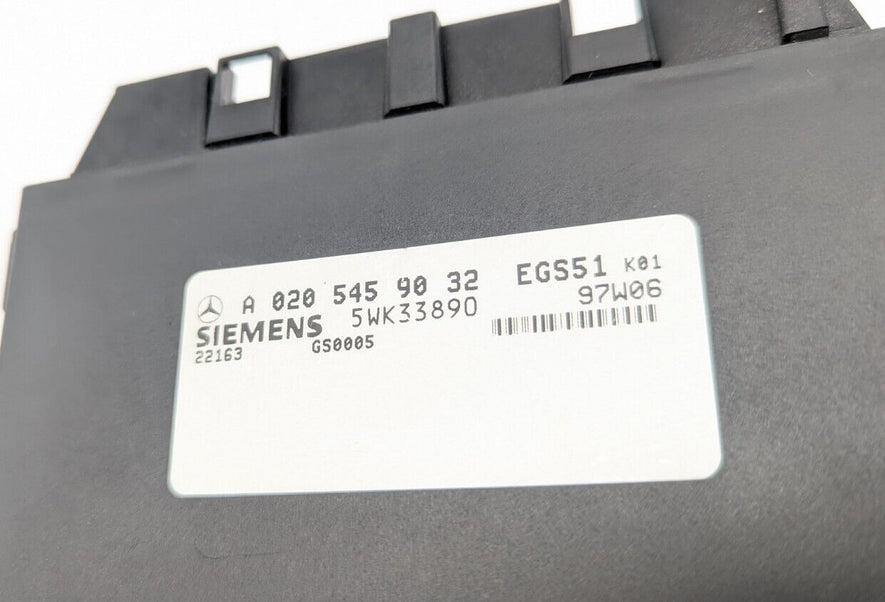 A 020 545 90 32 EGS51 K01
SIEMENS 5WK33890 97W06
22163 GS0005